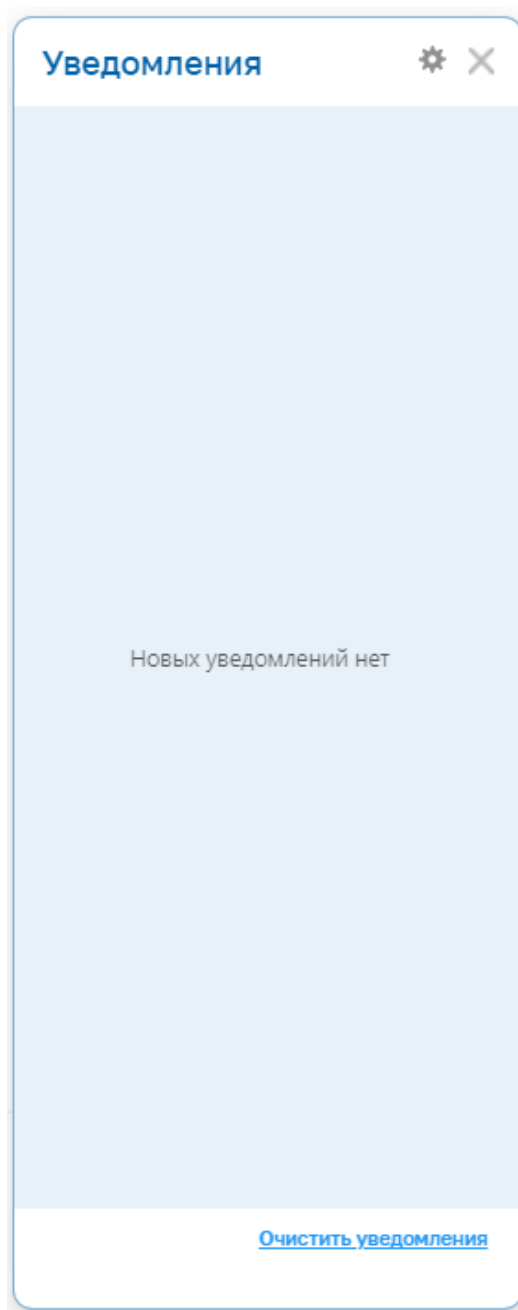 Уведомления
Новых уведомлений нет
Очистить уведомления